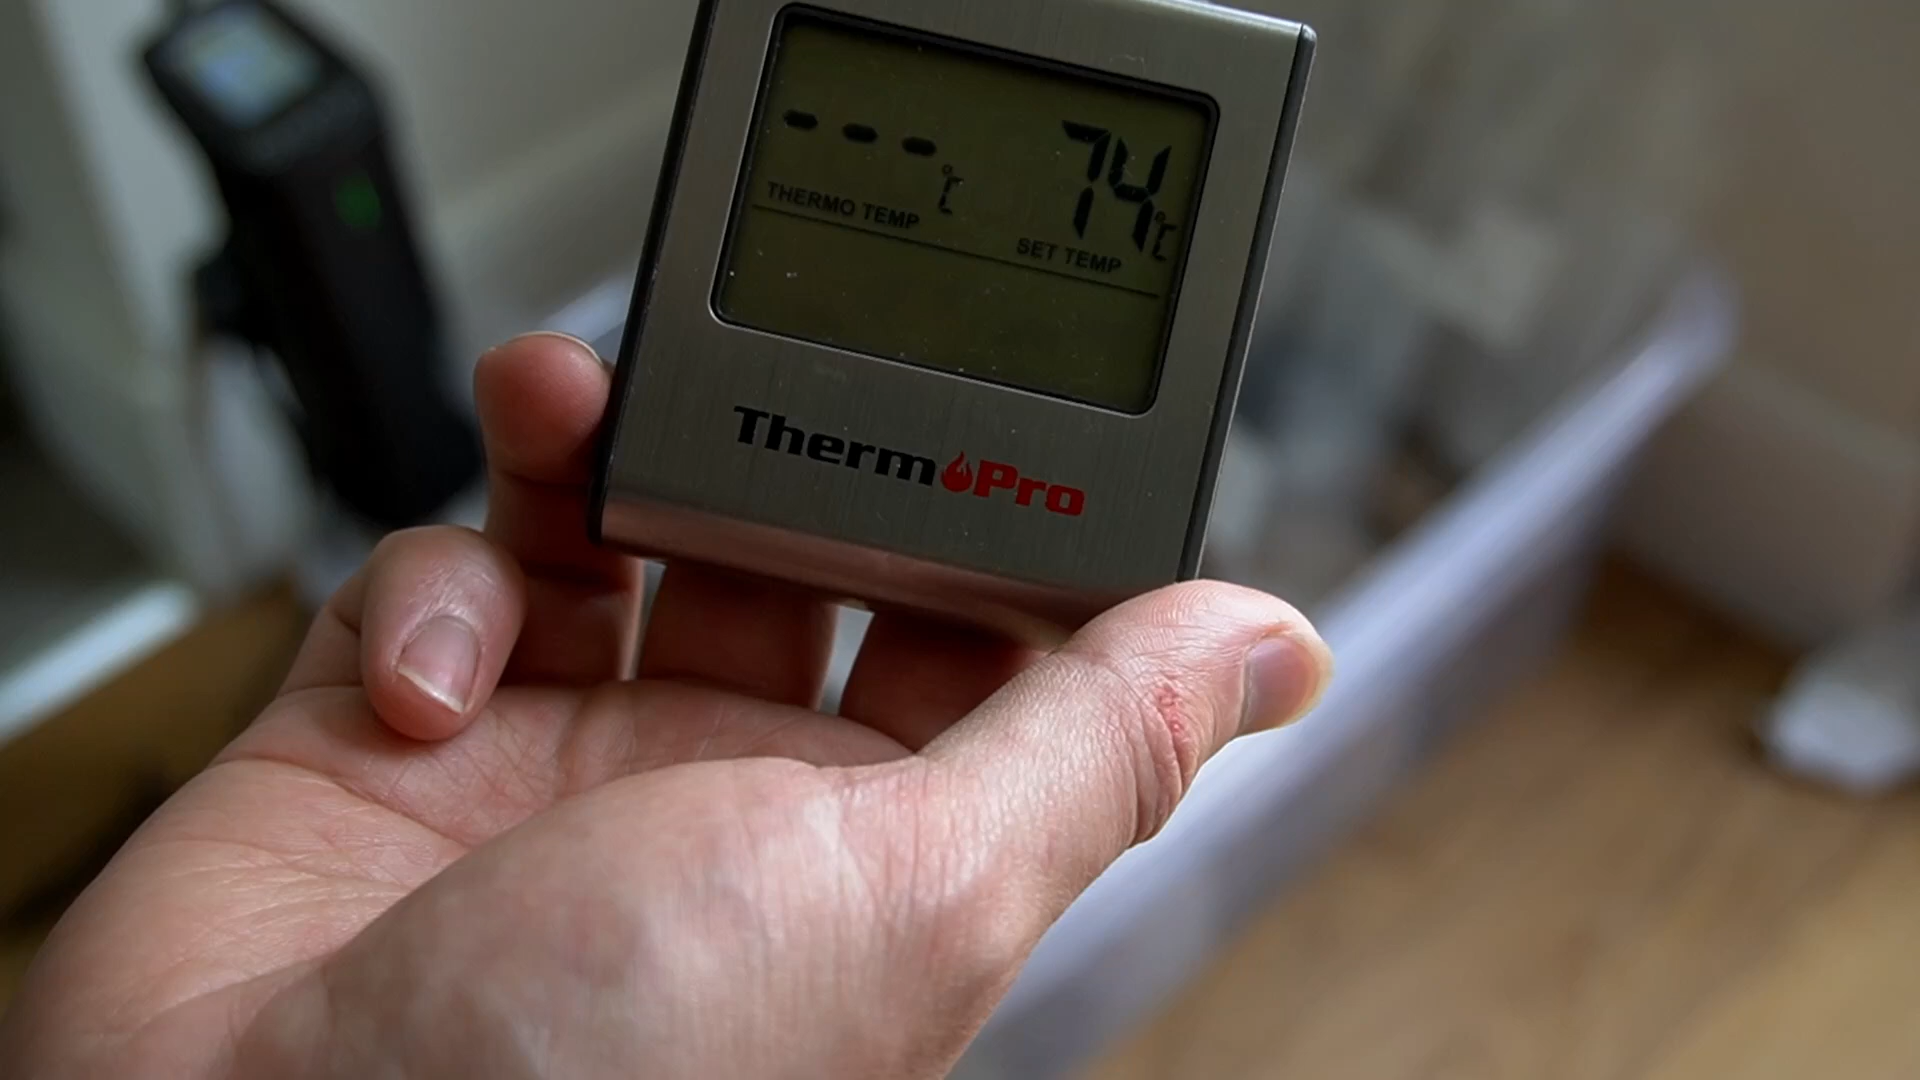 --- °C 74 °C
THERMO TEMP SET TEMP
ThermoPro